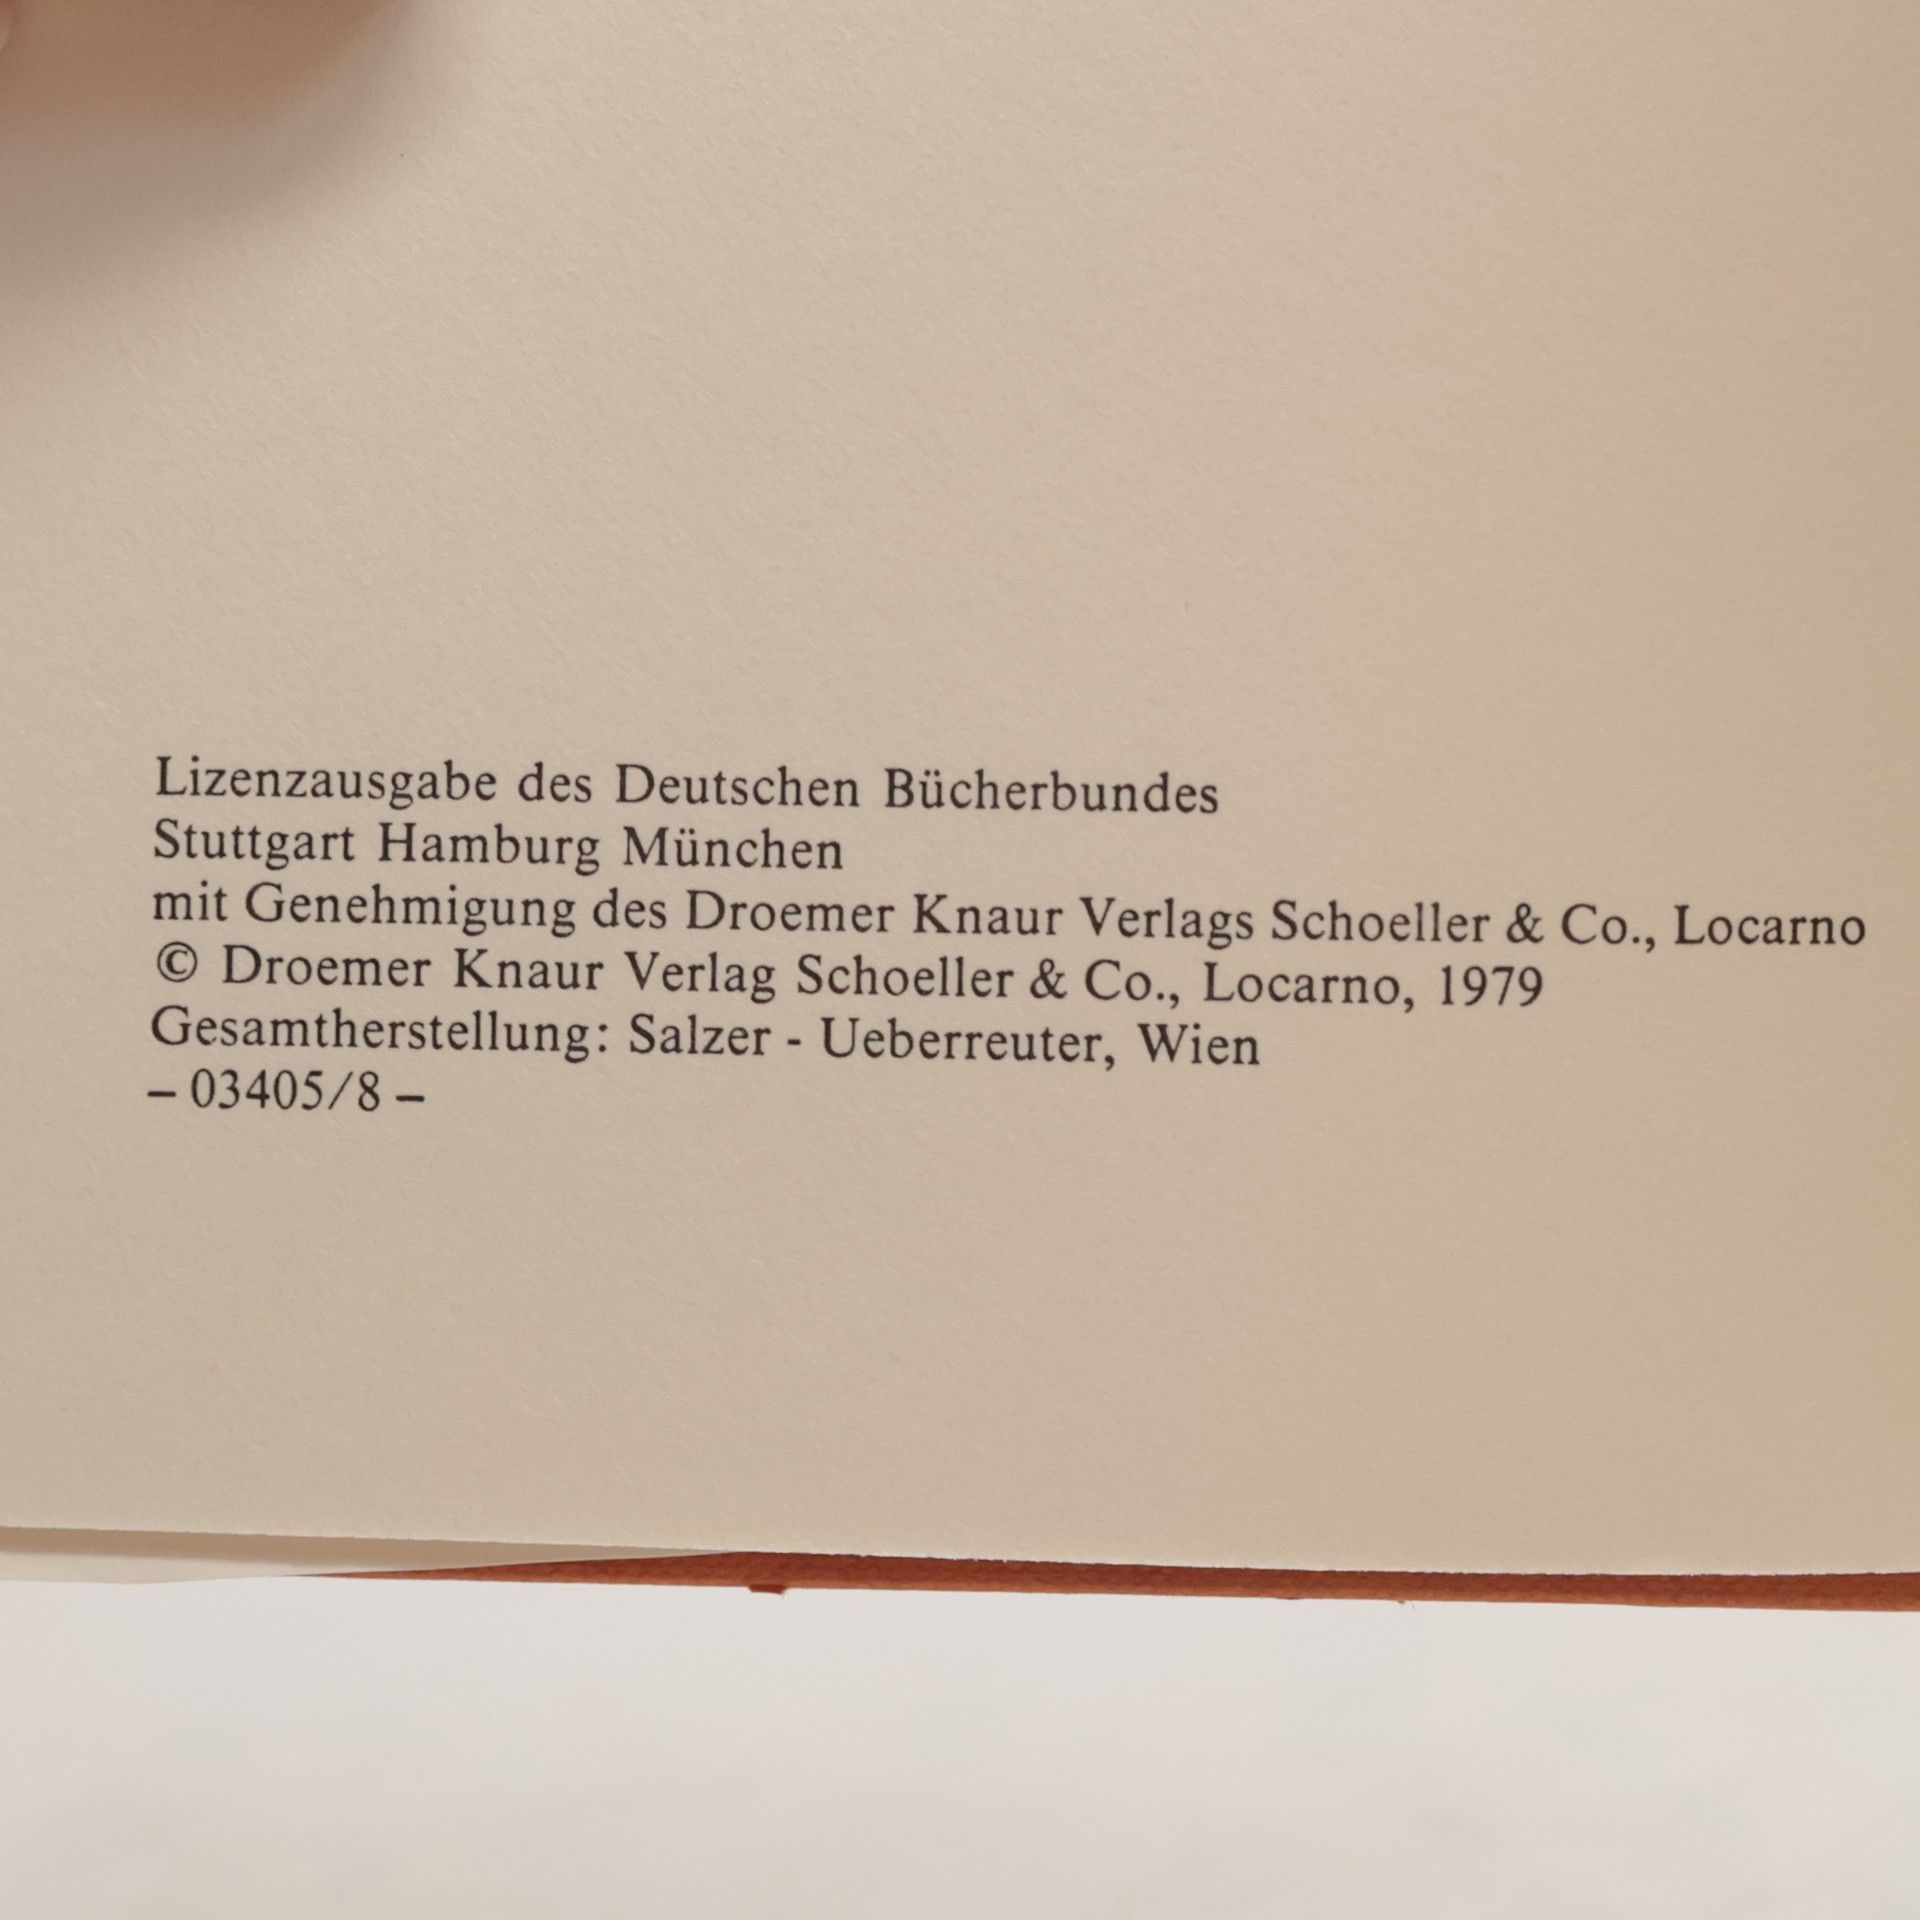 Lizenzausgabe des Deutschen Bücherbundes
Stuttgart Hamburg München
mit Genehmigung des Droemer Knaur Verlags Schoeller & Co., Locarno
© Droemer Knaur Verlag Schoeller & Co., Locarno, 1979
Gesamtherstellung: Salzer - Ueberreuter, Wien
– 03405/8 –